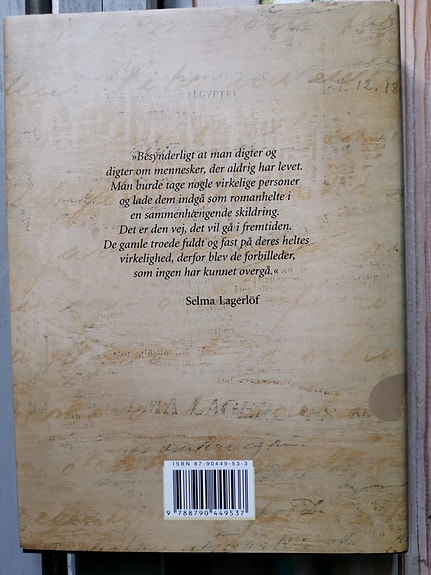 »Besynderligt at man digter og
digter om mennesker, der aldrig har levet.
Man burde tage nogle virkelige personer
og lade dem indgå som romanhelte i
en sammenhængende skildring.
Det er den vej, det vil gå i fremtiden.
De gamle troede fuldt og fast på deres heltes
virkelighed, derfor blev de forbilleder,
som ingen har kunnet overgå.«
Selma Lagerlöf
ISBN 87-90449-53-3
9 788790 449537